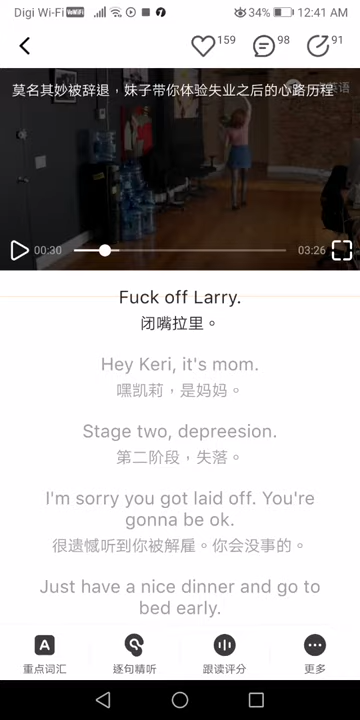 Digi Wi-Fi VoWiFi 34% 12:41 AM
159 98 91
莫名其妙被辞退，妹子带你体验失业之后的心路历程
00:30 03:26
Fuck off Larry.
闭嘴拉里。
Hey Keri, it's mom.
嘿凯莉，是妈妈。
Stage two, depreesion.
第二阶段，失落。
I'm sorry you got laid off. You're
gonna be ok.
很遗憾听到你被解雇。你会没事的。
Just have a nice dinner and go to
bed early.
A
重点词汇 逐句精听 跟读评分 更多